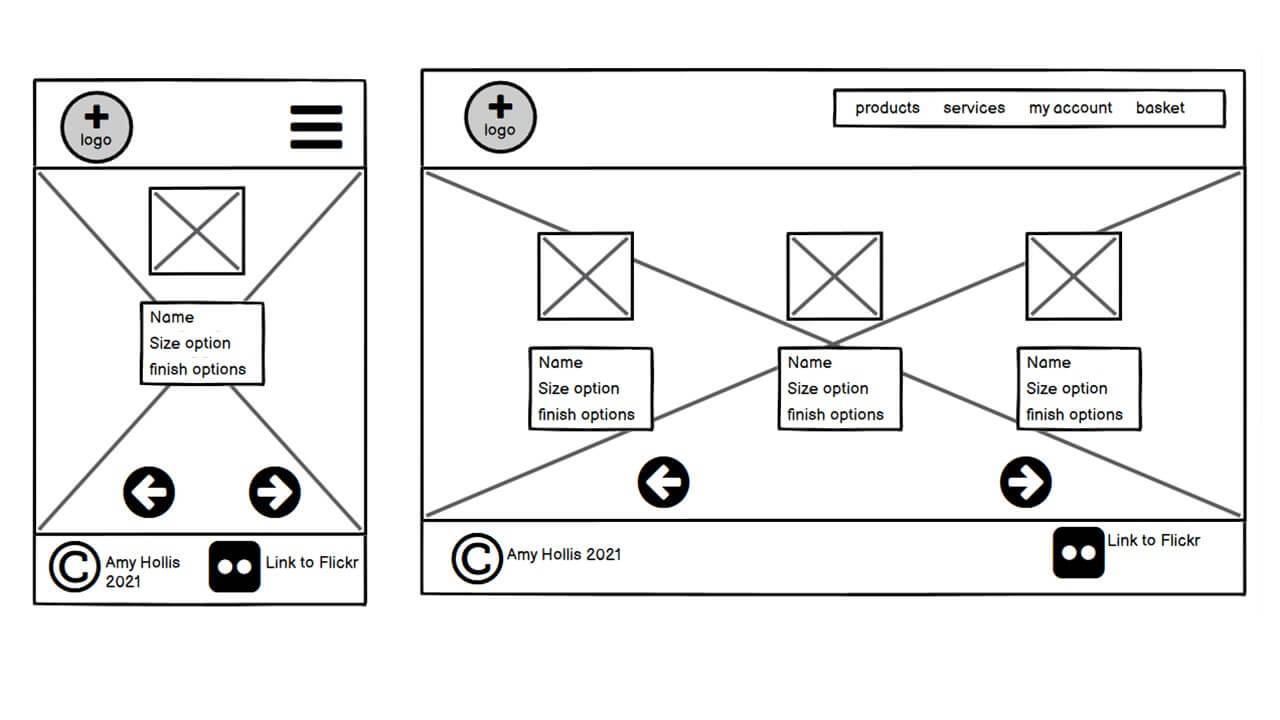 logo
Name
Size option
finish options
Amy Hollis
2021
Link to Flickr
logo
products services my account basket
Name
Size option
finish options
Name
Size option
finish options
Name
Size option
finish options
© Amy Hollis 2021
Link to Flickr